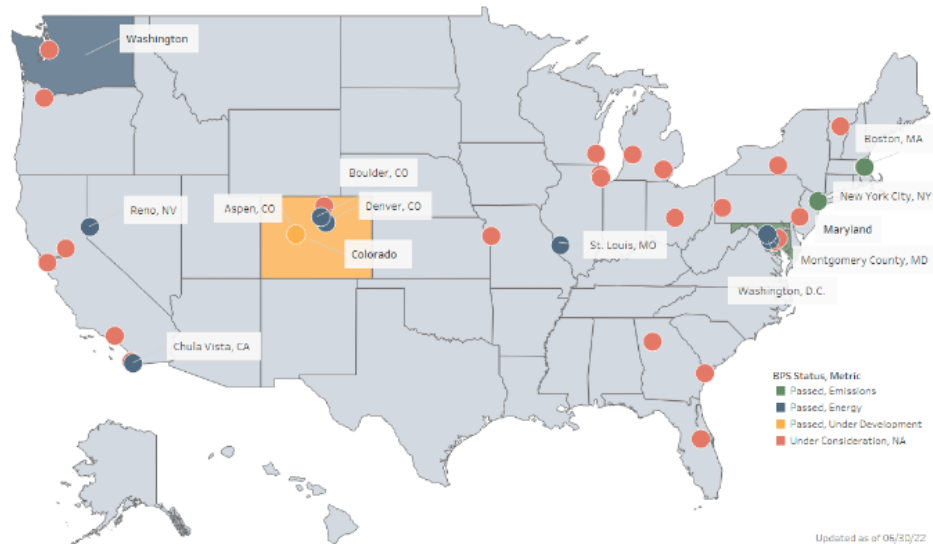 Washington
Boston, MA
Boulder, CO
New York City, NY
Reno, NV
Aspen, CO
Denver, CO
Maryland
St. Louis, MO
Colorado
Montgomery County, MD
Washington, D.C.
Chula Vista, CA
BPS Status, Metric
Passed, Emissions
Passed, Energy
Passed, Under Development
Under Consideration, NA
Updated as of 06/30/22